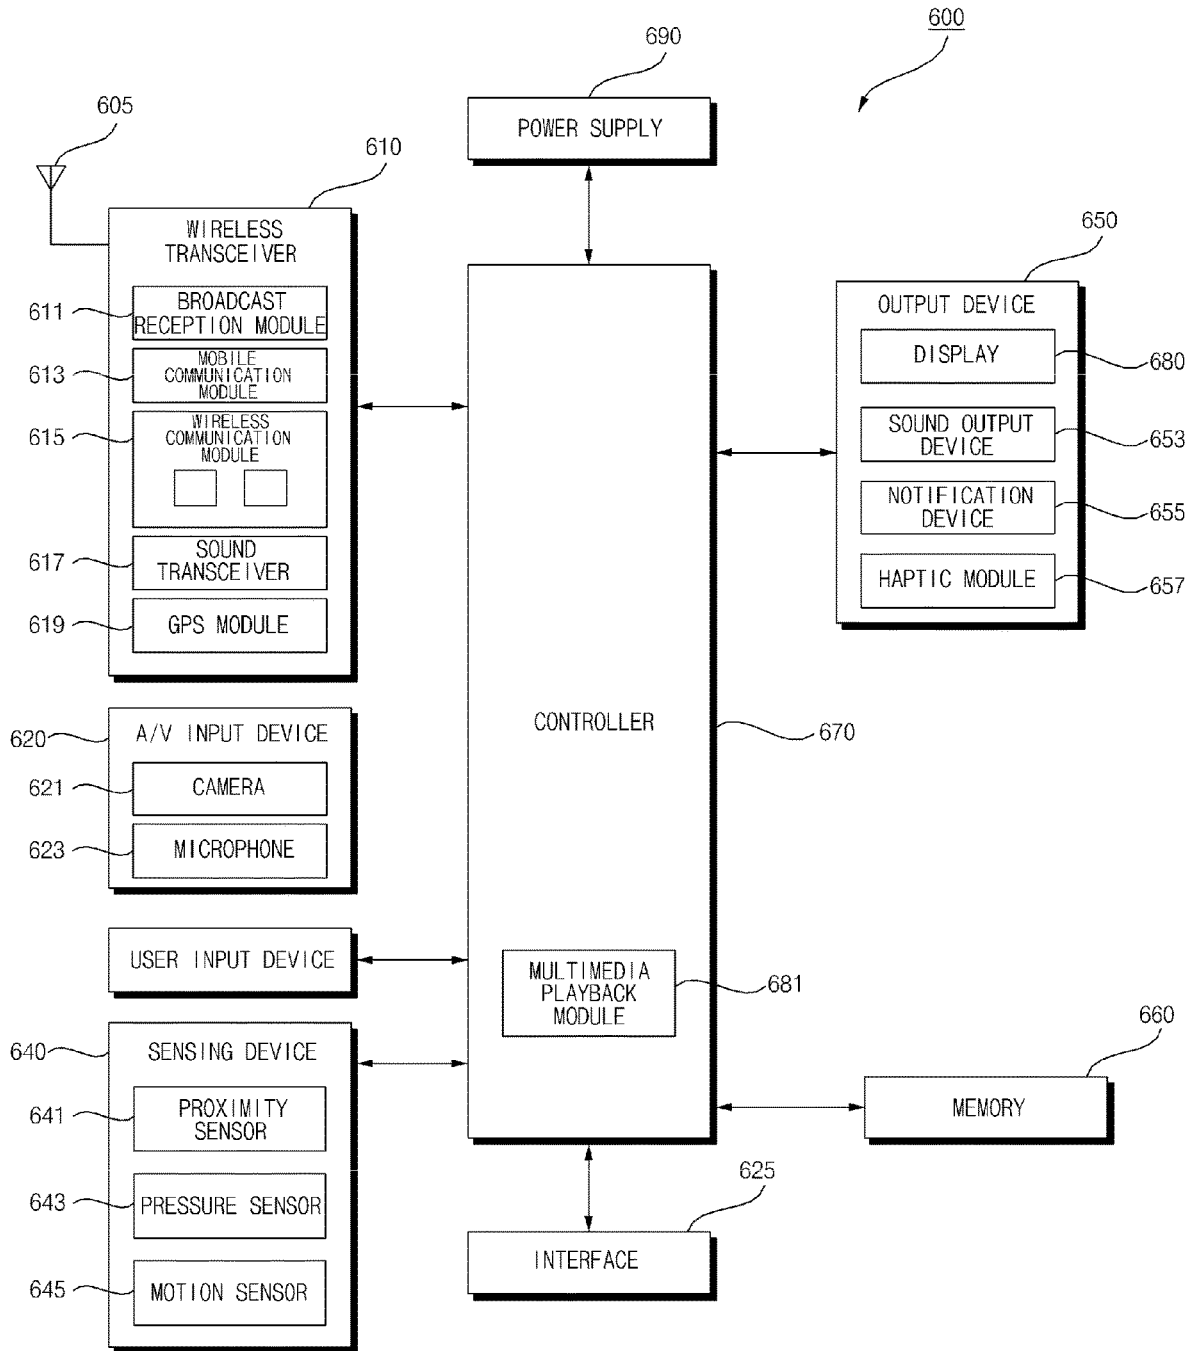 600
690
POWER SUPPLY
605
610
WIRELESS
TRANSCEIVER
611
BROADCAST
RECEPTION MODULE
613
MOBILE
COMMUNICATION
MODULE
615
WIRELESS
COMMUNICATION
MODULE
617
SOUND
TRANSCEIVER
619
GPS MODULE
620
A/V INPUT DEVICE
621
CAMERA
623
MICROPHONE
USER INPUT DEVICE
640
SENSING DEVICE
641
PROXIMITY
SENSOR
643
PRESSURE SENSOR
645
MOTION SENSOR
CONTROLLER
670
MULTIMEDIA
PLAYBACK
MODULE
681
650
OUTPUT DEVICE
DISPLAY
680
SOUND OUTPUT
DEVICE
653
NOTIFICATION
DEVICE
655
HAPTIC MODULE
657
660
MEMORY
625
INTERFACE